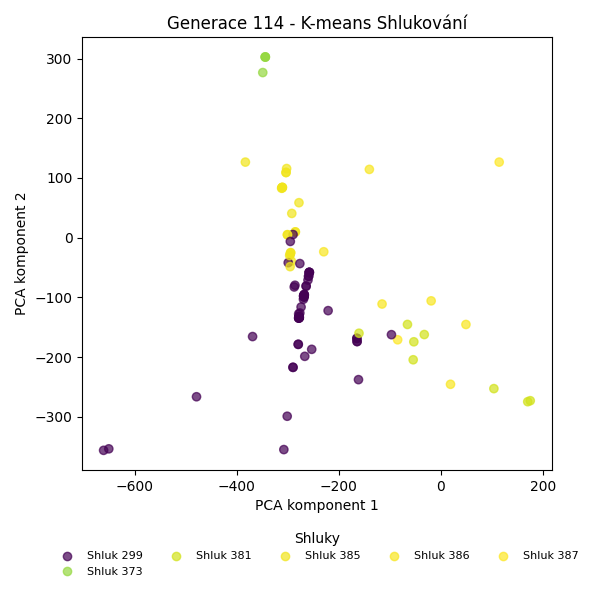 Generace 114 - K-means Shlukování
300
200
100
0
−100
−200
−300
PCA komponent 2
−600 −400 −200 0 200
PCA komponent 1
Shluky
Shluk 299 Shluk 381 Shluk 385 Shluk 386 Shluk 387
Shluk 373